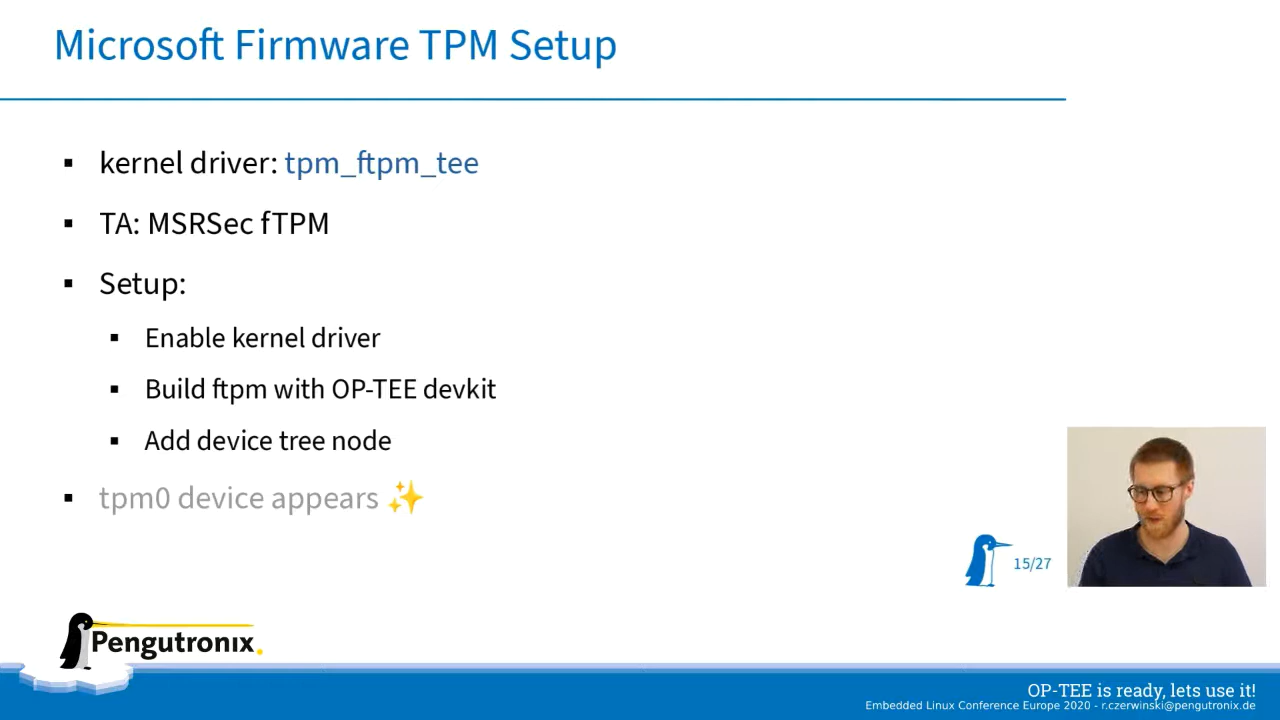 Microsoft Firmware TPM Setup
kernel driver: tpm_ftpm_tee
TA: MSRSec fTPM
Setup:
Enable kernel driver
Build ftpm with OP-TEE devkit
Add device tree node
tpm0 device appears ✨
15/27
Pengutronix.
OP-TEE is ready, lets use it!
Embedded Linux Conference Europe 2020 - r.czerwinski@pengutronix.de